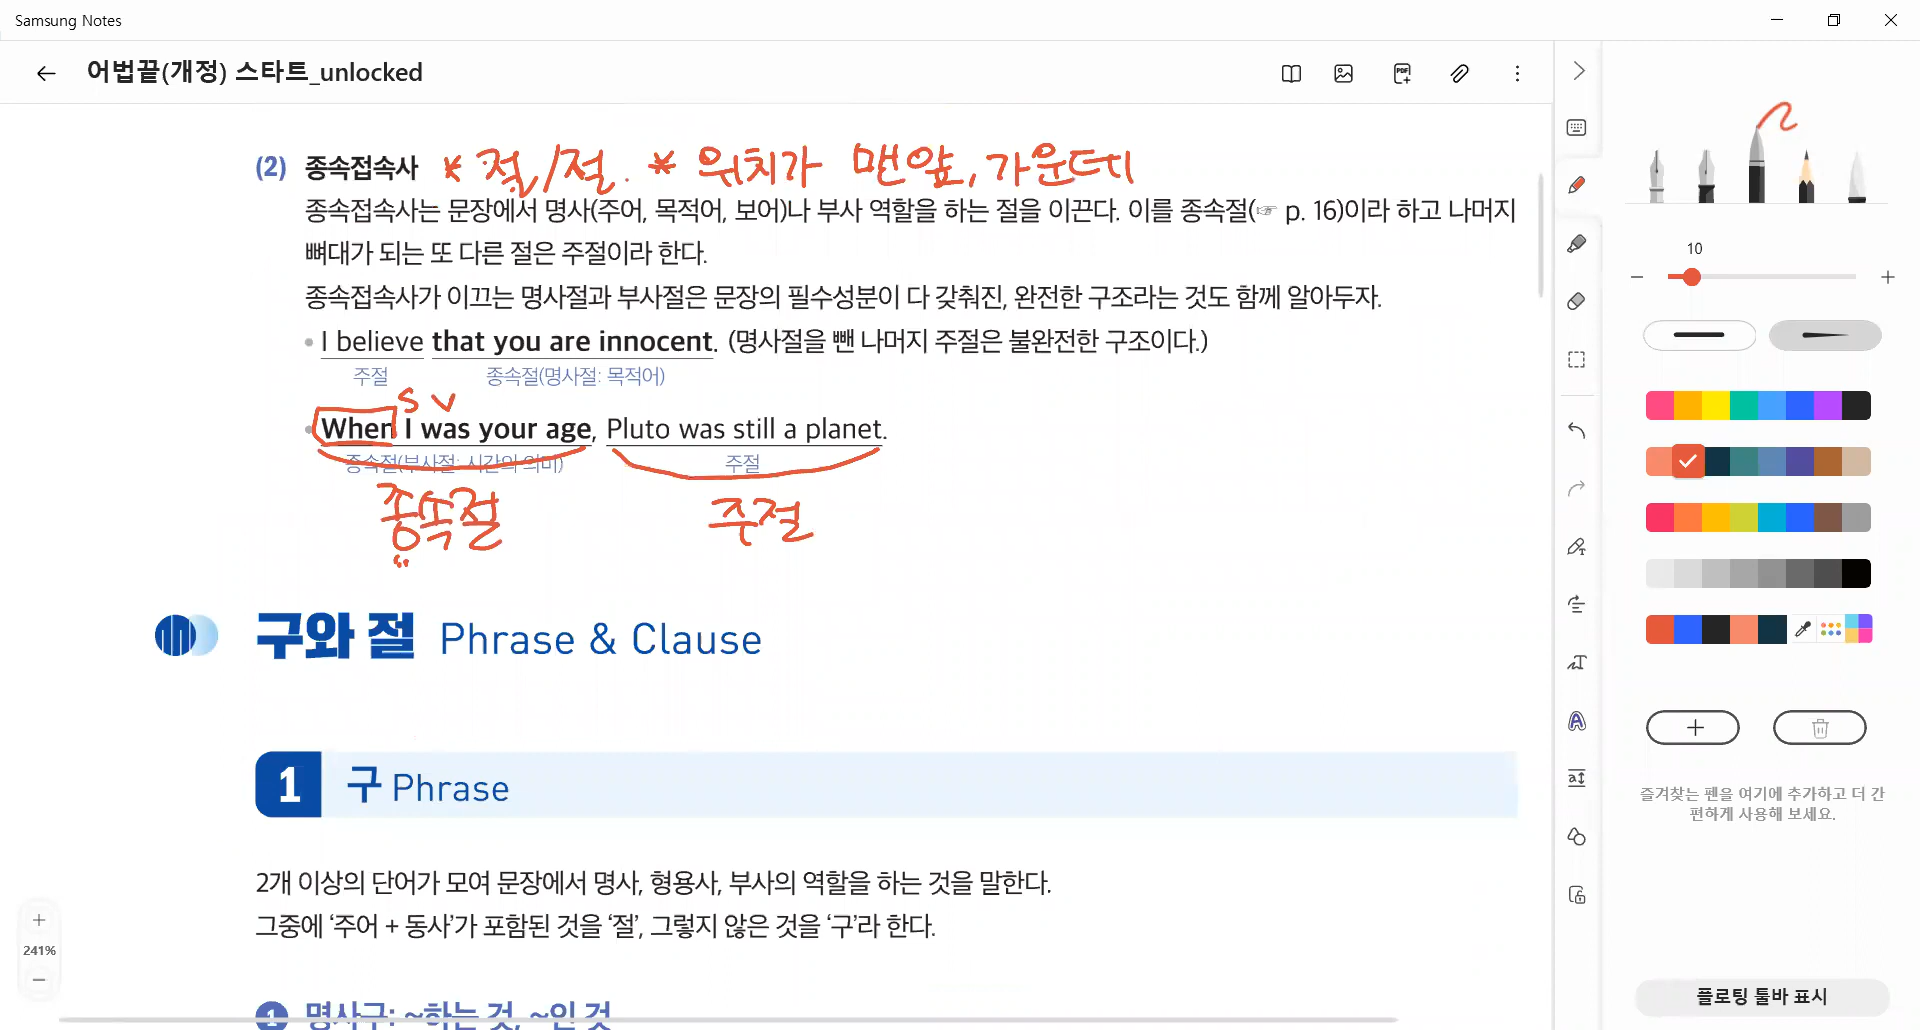 Samsung Notes
어법끝(개정) 스타트_unlocked
(2) 종속접속사 * 절/절. * 위치가 맨앞, 가운데
종속접속사는 문장에서 명사(주어, 목적어, 보어)나 부사 역할을 하는 절을 이끈다. 이를 종속절(☞ p. 16)이라 하고 나머지
뼈대가 되는 또 다른 절은 주절이라 한다.
종속접속사가 이끄는 명사절과 부사절은 문장의 필수성분이 다 갖춰진, 완전한 구조라는 것도 함께 알아두자.
• I believe that you are innocent. (명사절을 뺀 나머지 주절은 불완전한 구조이다.)
주절 종속절(명사절: 목적어)
S V
• When I was your age, Pluto was still a planet.
종속절(부사절: 시간의 의미) 주절
종속절 주절
구와 절 Phrase & Clause
1 구 Phrase
2개 이상의 단어가 모여 문장에서 명사, 형용사, 부사의 역할을 하는 것을 말한다.
그중에 ‘주어 + 동사’가 포함된 것을 ‘절’, 그렇지 않은 것을 ‘구’라 한다.
1 명사구: ~하는 것, ~인 것
241%
10
즐겨찾는 펜을 여기에 추가하고 더 간
편하게 사용해 보세요.
플로팅 툴바 표시